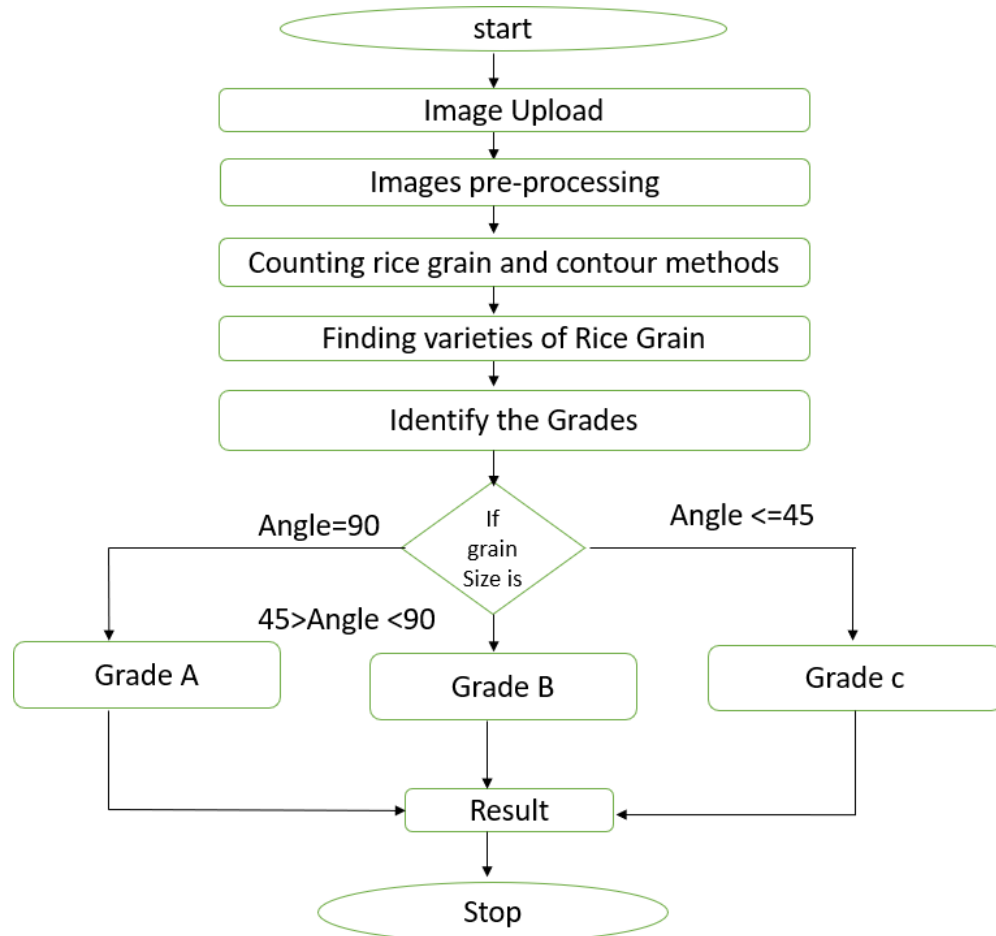 start
Image Upload
Images pre-processing
Counting rice grain and contour methods
Finding varieties of Rice Grain
Identify the Grades
If
grain
Size is
Angle=90
Angle <=45
45>Angle <90
Grade A
Grade B
Grade c
Result
Stop